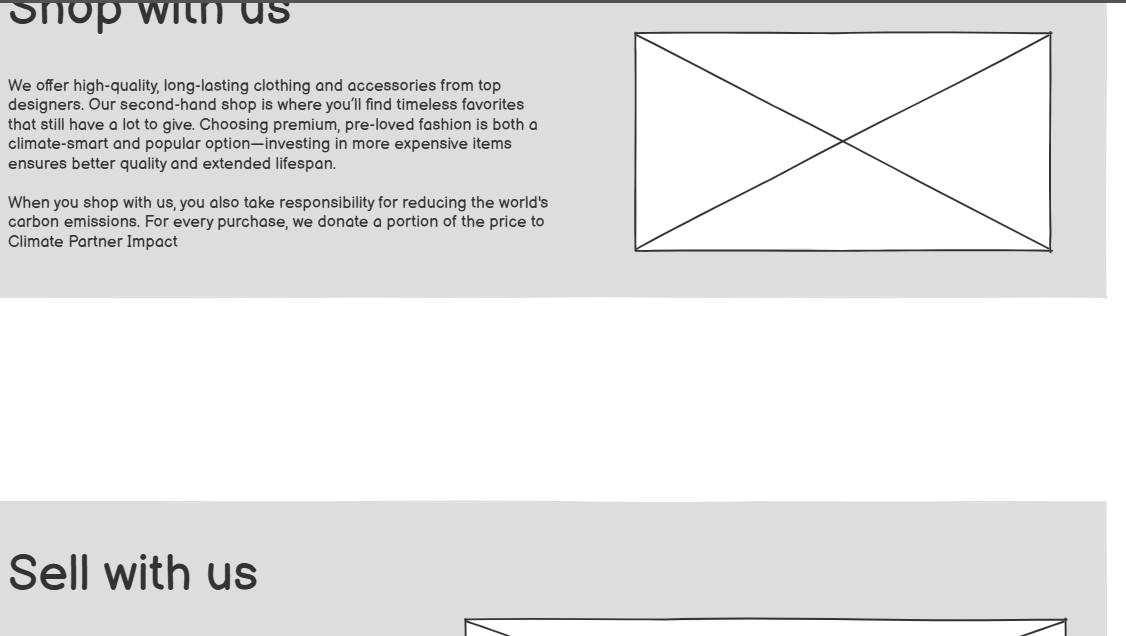 Shop with us
We offer high-quality, long-lasting clothing and accessories from top
designers. Our second-hand shop is where you'll find timeless favorites
that still have a lot to give. Choosing premium, pre-loved fashion is both a
climate-smart and popular option—investing in more expensive items
ensures better quality and extended lifespan.
When you shop with us, you also take responsibility for reducing the world's
carbon emissions. For every purchase, we donate a portion of the price to
Climate Partner Impact
Sell with us